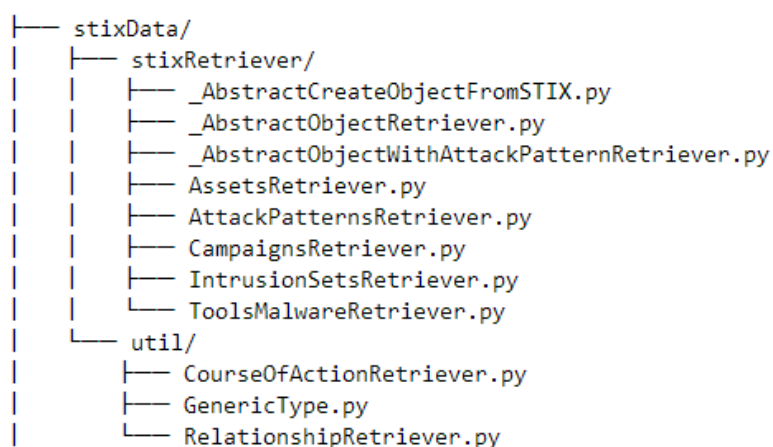 ├── stixData/
│   ├── stixRetriever/
│   │   ├── _AbstractCreateObjectFromSTIX.py
│   │   ├── _AbstractObjectRetriever.py
│   │   ├── _AbstractObjectWithAttackPatternRetriever.py
│   │   ├── AssetsRetriever.py
│   │   ├── AttackPatternsRetriever.py
│   │   ├── CampaignsRetriever.py
│   │   ├── IntrusionSetsRetriever.py
│   │   └── ToolsMalwareRetriever.py
│   └── util/
│       ├── CourseOfActionRetriever.py
│       ├── GenericType.py
│       └── RelationshipRetriever.py